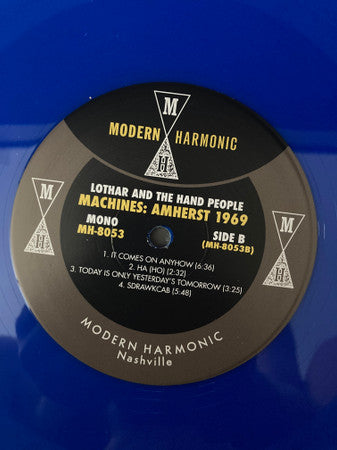 M
MODERN HARMONIC
H
LOTHAR AND THE HAND PEOPLE
MACHINES: AMHERST 1969
MONO
MH-8053
SIDE B
(MH-8053B)
1. IT COMES ON ANYHOW (6:36)
2. HA (HO) (2:32)
3. TODAY IS ONLY YESTERDAY'S TOMORROW (3:25)
4. SDRAWKCAB (5:48)
M
H
M
H
MODERN HARMONIC
Nashville